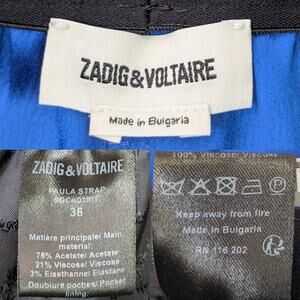 ZADIG&VOLTAIRE
Made in Bulgaria
ZADIG&VOLTAIRE
36
PAULA STRAP
Matière principale/ Main
material:
76% Acetate/ Acetate
21% Viscose/ Viscose
3% Elasthanne/ Elastane
Doublure poches/ Pocket
lining:
100% Viscose/ Viscose
Keep away from fire
Made in Bulgaria
RN 116 202